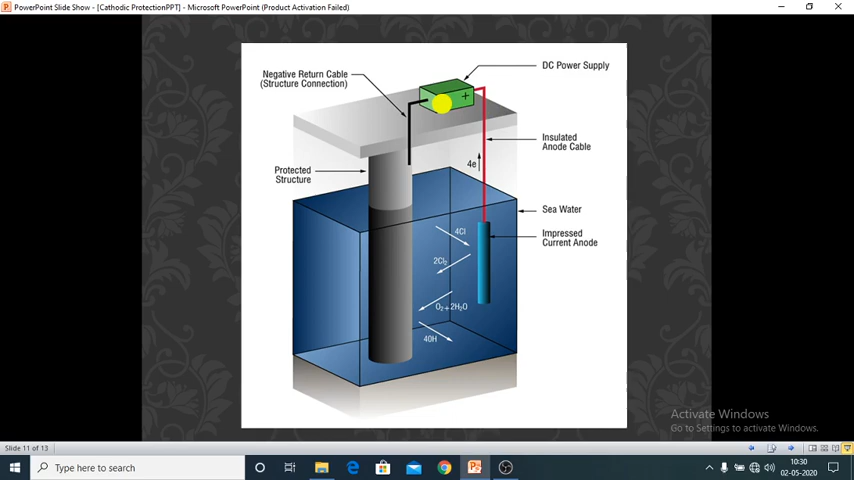 PowerPoint Slide Show - [Cathodic ProtectionPPT] - Microsoft PowerPoint (Product Activation Failed)
Negative Return Cable
(Structure Connection)
DC Power Supply
+
Insulated
Anode Cable
4e
Protected
Structure
Sea Water
4Cl
Impressed
Current Anode
2Cl₂
O₂+2H₂O
4OH
Activate Windows
Go to Settings to activate Windows.
Slide 11 of 13
Type here to search
10:30
02-05-2020